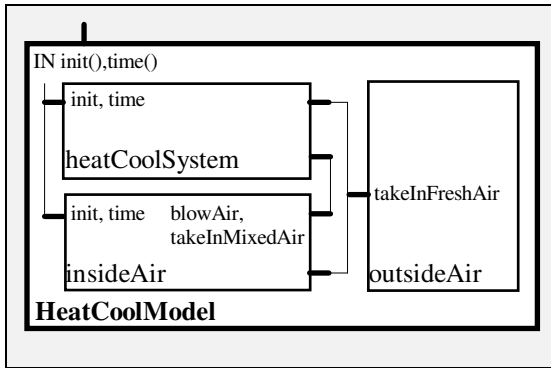 IN init(),time()
init, time
heatCoolSystem
init, time
blowAir,
takeInMixedAir
insideAir
takeInFreshAir
outsideAir
HeatCoolModel